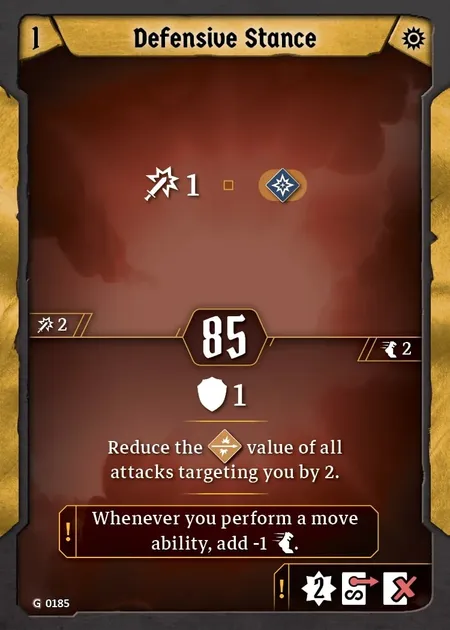 1 Defensive Stance
1
2
85
2
1
Reduce the value of all
attacks targeting you by 2.
! Whenever you perform a move
ability, add -1 .
! 2
G 0185